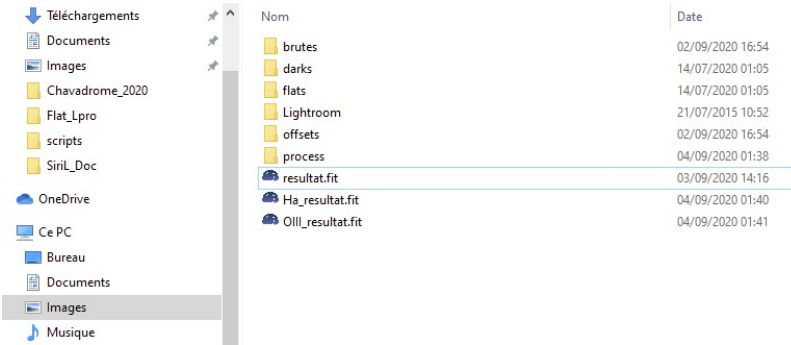 Téléchargements
Documents
Images
Chavadrome_2020
Flat_Lpro
scripts
SiriL_Doc
OneDrive
Ce PC
Bureau
Documents
Images
Musique
Nom Date
brutes 02/09/2020 16:54
darks 14/07/2020 01:05
flats 14/07/2020 01:05
Lightroom 21/07/2015 10:52
offsets 02/09/2020 16:54
process 04/09/2020 01:38
resultat.fit 03/09/2020 14:16
Ha_resultat.fit 04/09/2020 01:40
OIII_resultat.fit 04/09/2020 01:41